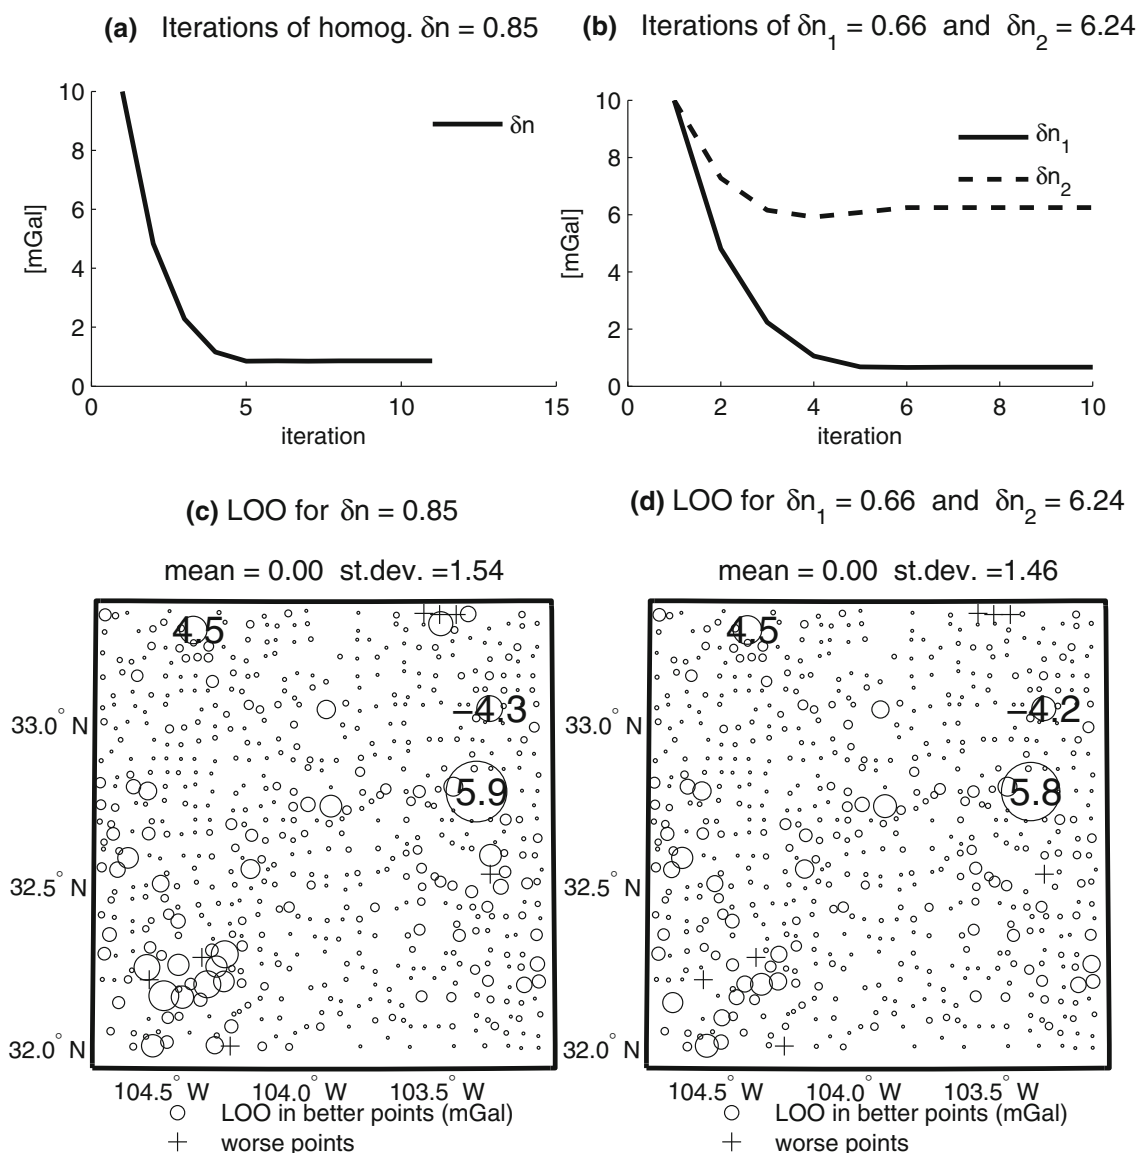 (a) Iterations of homog. δn = 0.85
10
8
6
4
2
0
[mGal]
δn
0 5 10 15
iteration
(b) Iterations of δn1 = 0.66 and δn2 = 6.24
10
8
6
4
2
0
[mGal]
δn1
δn2
0 2 4 6 8 10
iteration
(c) LOO for δn = 0.85
mean = 0.00 st.dev. =1.54
4.5
−4.3
5.9
33.0° N
32.5° N
32.0° N
104.5° W 104.0° W 103.5° W
LOO in better points (mGal)
worse points
(d) LOO for δn1 = 0.66 and δn2 = 6.24
mean = 0.00 st.dev. =1.46
4.5
−4.2
5.8
33.0° N
32.5° N
32.0° N
104.5° W 104.0° W 103.5° W
LOO in better points (mGal)
worse points